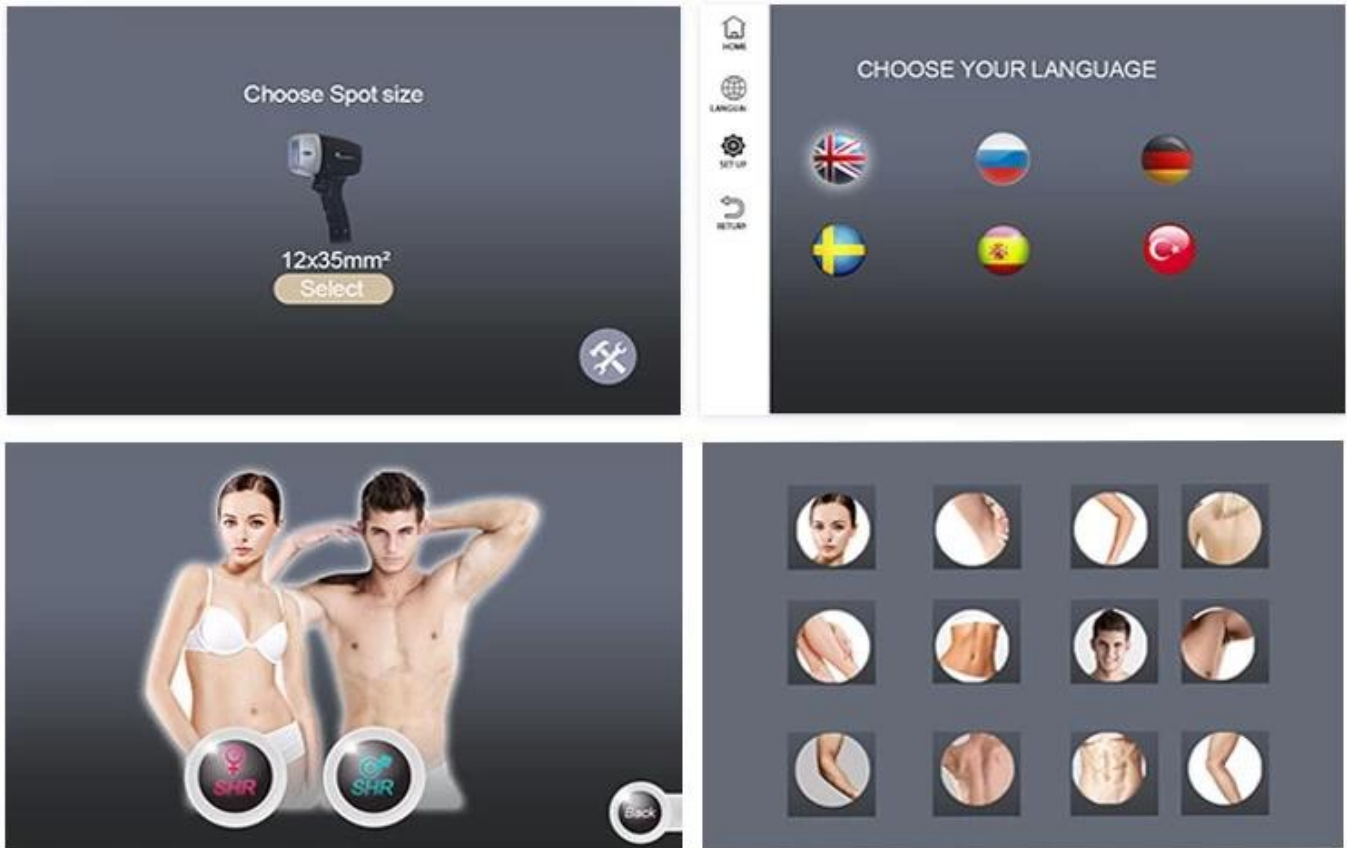 Choose Spot size
12x35mm²
Select
HOME
SET UP
RETURN
CHOOSE YOUR LANGUAGE
SHR
SHR
Back